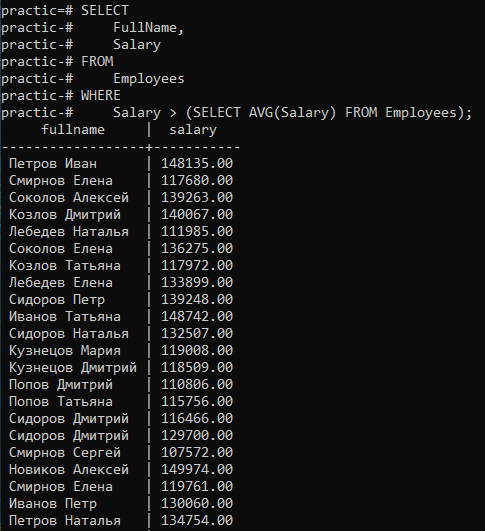 practic=# SELECT
practic-#     FullName,
practic-#     Salary
practic-# FROM
practic-#     Employees
practic-# WHERE
practic-#     Salary > (SELECT AVG(Salary) FROM Employees);
     fullname     |  salary
------------------+-----------
 Петров Иван      | 148135.00
 Смирнов Елена    | 117680.00
 Соколов Алексей  | 139263.00
 Козлов Дмитрий   | 140067.00
 Лебедев Наталья  | 111985.00
 Соколов Елена    | 136275.00
 Козлов Татьяна   | 117972.00
 Лебедев Елена    | 133899.00
 Сидоров Петр     | 139248.00
 Иванов Татьяна   | 148742.00
 Сидоров Наталья  | 132507.00
 Кузнецов Мария   | 119008.00
 Кузнецов Дмитрий | 118509.00
 Попов Дмитрий    | 110806.00
 Попов Татьяна    | 115756.00
 Сидоров Дмитрий  | 116466.00
 Сидоров Дмитрий  | 129700.00
 Смирнов Сергей   | 107572.00
 Новиков Алексей  | 149974.00
 Смирнов Елена    | 119761.00
 Иванов Петр      | 130060.00
 Петров Наталья   | 134754.00